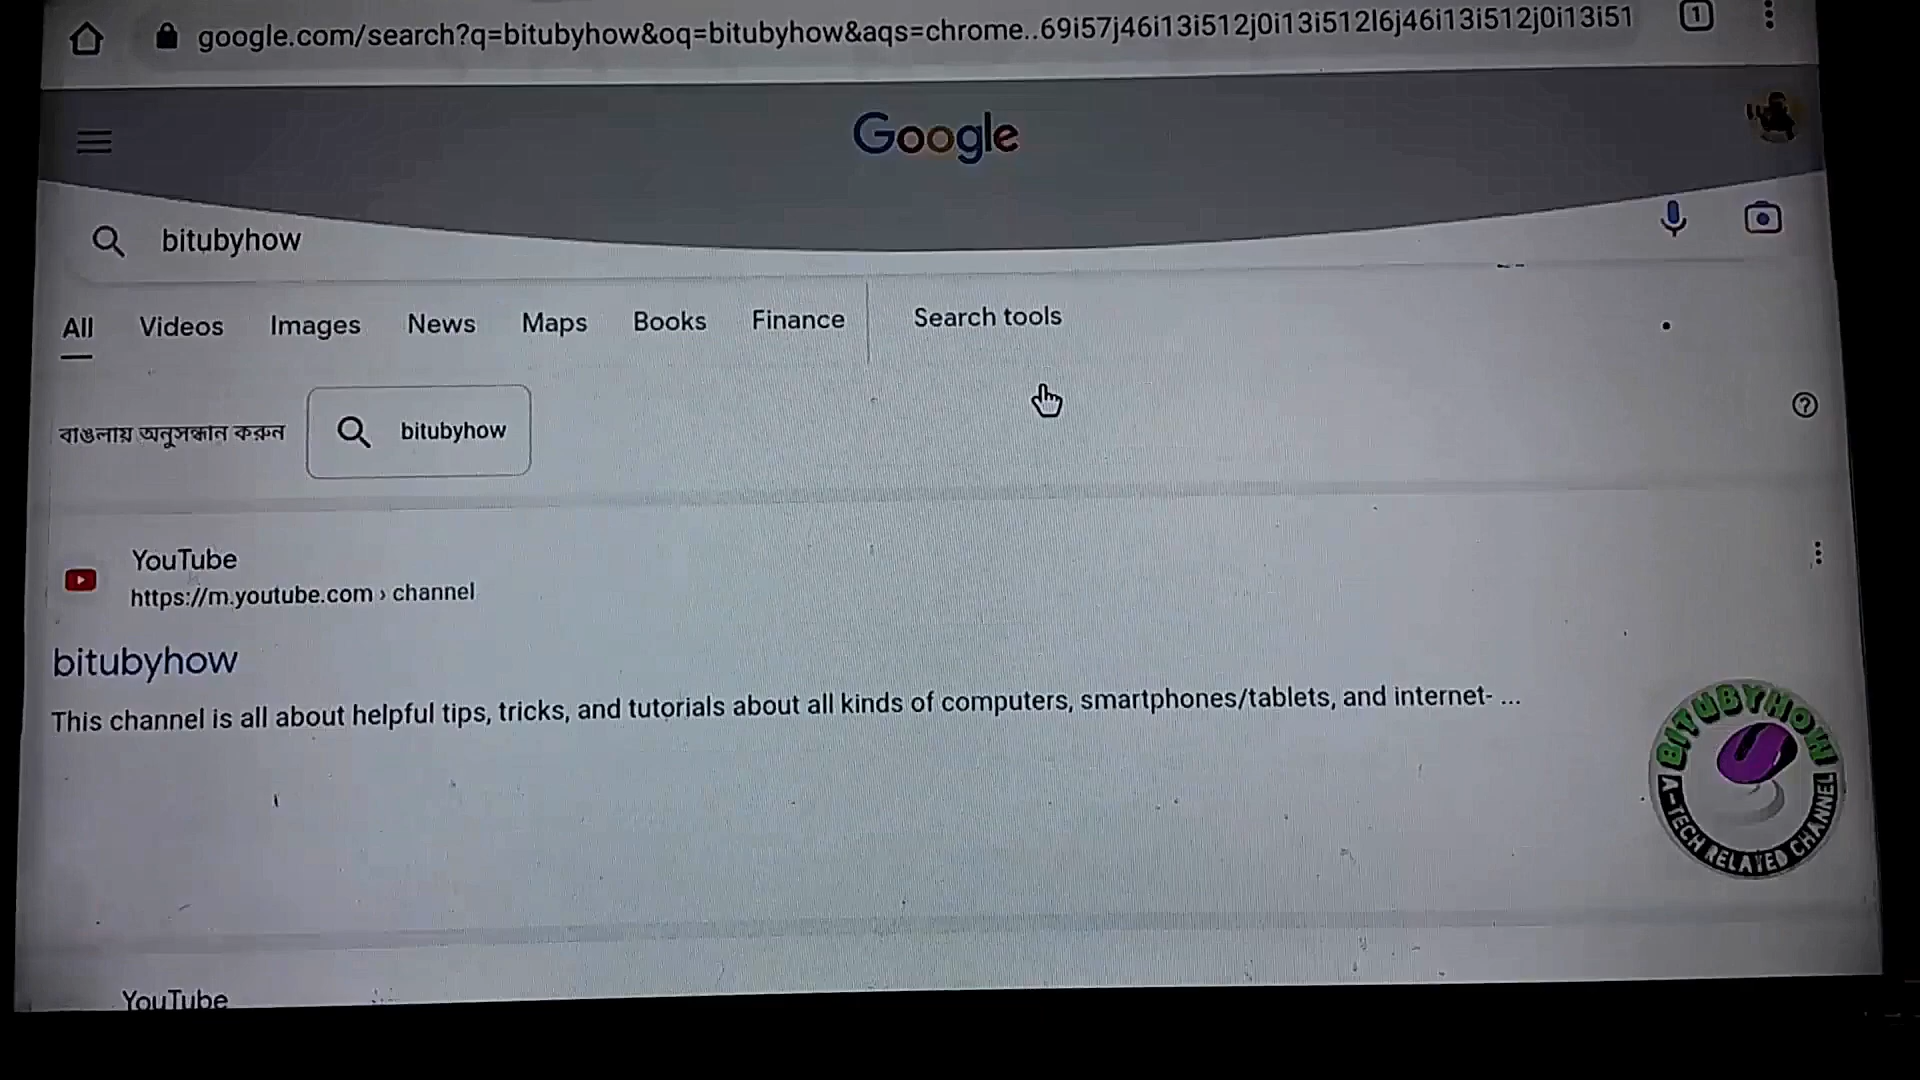 google.com/search?q=bitubyhow&oq=bitubyhow&aqs=chrome..69i57j46i13i512j0i13i512l6j46i13i512j0i13i51
1
Google
bitubyhow
All Videos Images News Maps Books Finance Search tools
বাঙলায় অনুসন্ধান করুন bitubyhow
YouTube
https://m.youtube.com › channel
bitubyhow
This channel is all about helpful tips, tricks, and tutorials about all kinds of computers, smartphones/tablets, and internet- ...
BITUBYHOW
A-TECH RELATED CHANNEL
YouTube